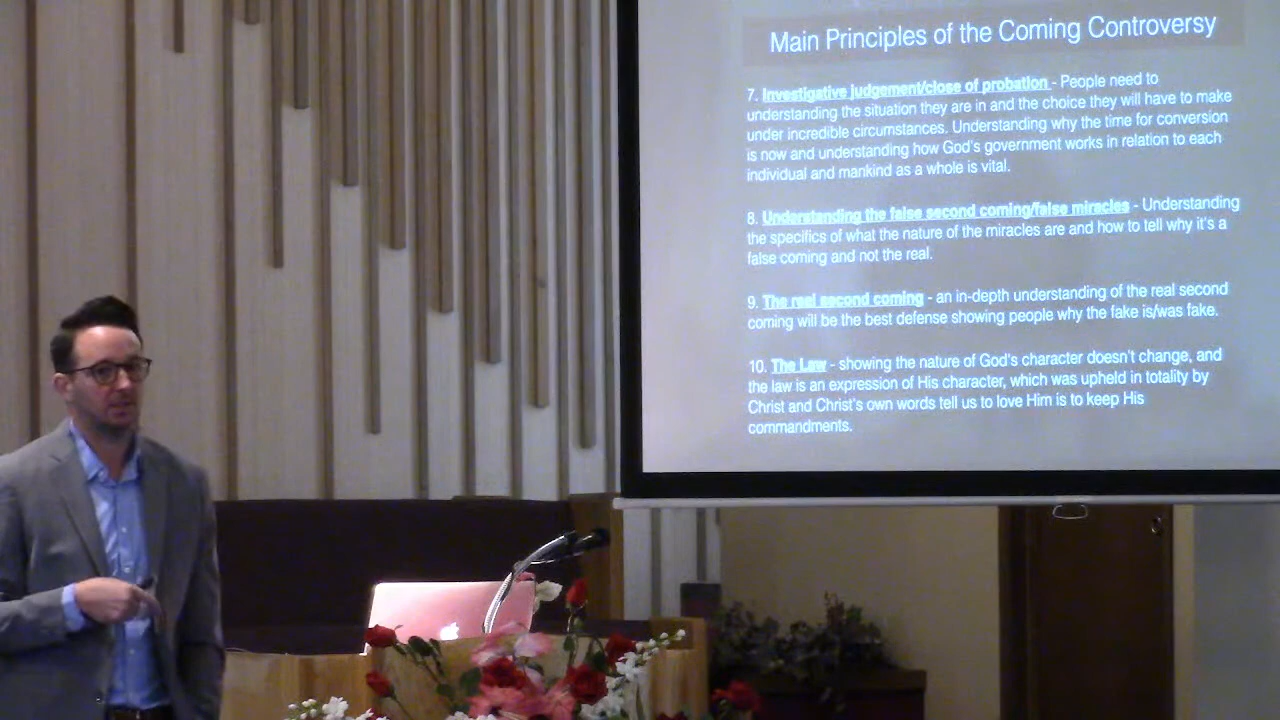 Main Principles of the Coming Controversy
7. Investigative judgement/close of probation - People need to
understanding the situation they are in and the choice they will have to make
under incredible circumstances. Understanding why the time for conversion
is now and understanding how God's government works in relation to each
individual and mankind as a whole is vital.
8. Understanding the false second coming/false miracles - Understanding
the specifics of what the nature of the miracles are and how to tell why it's a
false coming and not the real.
9. The real second coming - an in-depth understanding of the real second
coming will be the best defense showing people why the fake is/was fake.
10. The Law - showing the nature of God's character doesn't change, and
the law is an expression of His character, which was upheld in totality by
Christ and Christ's own words tell us to love Him is to keep His
commandments.